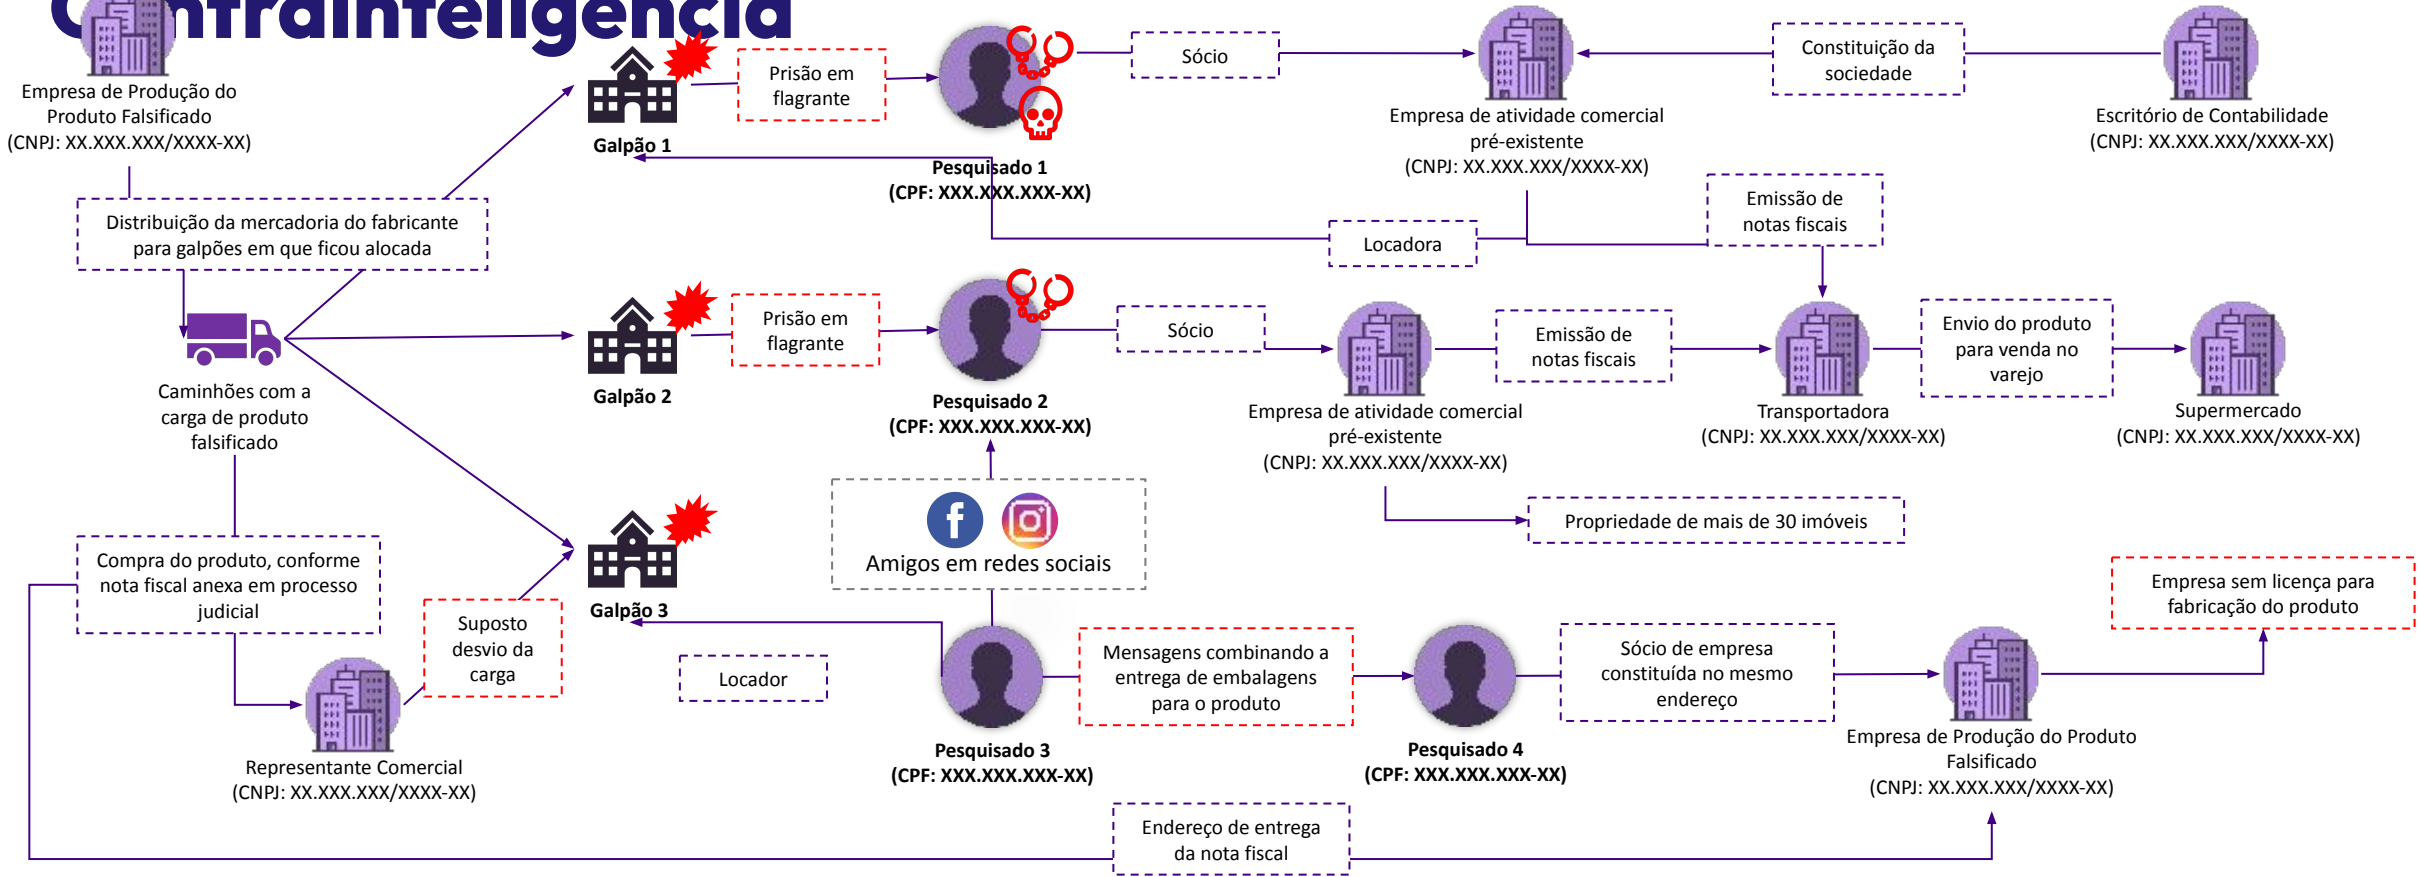 Contrainteligência
Empresa de Produção do
Produto Falsificado
(CNPJ: XX.XXX.XXX/XXXX-XX)
Galpão 1
Prisão em
flagrante
Pesquisado 1
(CPF: XXX.XXX.XXX-XX)
Sócio
Empresa de atividade comercial
pré-existente
(CNPJ: XX.XXX.XXX/XXXX-XX)
Constituição da
sociedade
Escritório de Contabilidade
(CNPJ: XX.XXX.XXX/XXXX-XX)
Distribuição da mercadoria do fabricante
para galpões em que ficou alocada
Locadora
Emissão de
notas fiscais
Caminhões com a
carga de produto
falsificado
Galpão 2
Prisão em
flagrante
Pesquisado 2
(CPF: XXX.XXX.XXX-XX)
Sócio
Empresa de atividade comercial
pré-existente
(CNPJ: XX.XXX.XXX/XXXX-XX)
Emissão de
notas fiscais
Transportadora
(CNPJ: XX.XXX.XXX/XXXX-XX)
Envio do produto
para venda no
varejo
Supermercado
(CNPJ: XX.XXX.XXX/XXXX-XX)
Amigos em redes sociais
Propriedade de mais de 30 imóveis
Compra do produto, conforme
nota fiscal anexa em processo
judicial
Suposto
desvio da
carga
Representante Comercial
(CNPJ: XX.XXX.XXX/XXXX-XX)
Galpão 3
Locador
Pesquisado 3
(CPF: XXX.XXX.XXX-XX)
Mensagens combinando a
entrega de embalagens
para o produto
Pesquisado 4
(CPF: XXX.XXX.XXX-XX)
Sócio de empresa
constituída no mesmo
endereço
Empresa de Produção do Produto
Falsificado
(CNPJ: XX.XXX.XXX/XXXX-XX)
Empresa sem licença para
fabricação do produto
Endereço de entrega
da nota fiscal